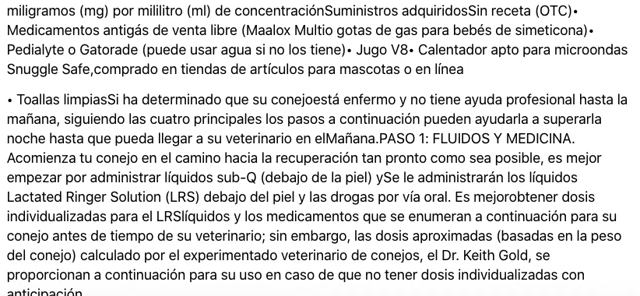 miligramos (mg) por mililitro (ml) de concentraciónSuministros adquiridosSin receta (OTC)•
Medicamentos antigás de venta libre (Maalox Multio gotas de gas para bebés de simeticona)•
Pedialyte o Gatorade (puede usar agua si no los tiene)• Jugo V8• Calentador apto para microondas
Snuggle Safe,comprado en tiendas de artículos para mascotas o en línea
• Toallas limpiasSi ha determinado que su conejoestá enfermo y no tiene ayuda profesional hasta la
mañana, siguiendo las cuatro principales los pasos a continuación pueden ayudarla a superarla
noche hasta que pueda llegar a su veterinario en elMañana.PASO 1: FLUIDOS Y MEDICINA.
Acomienza tu conejo en el camino hacia la recuperación tan pronto como sea posible, es mejor
empezar por administrar líquidos sub-Q (debajo de la piel) ySe le administrarán los líquidos
Lactated Ringer Solution (LRS) debajo del piel y las drogas por vía oral. Es mejorobtener dosis
individualizadas para el LRSlíquidos y los medicamentos que se enumeran a continuación para su
conejo antes de tiempo de su veterinario; sin embargo, las dosis aproximadas (basadas en la peso
del conejo) calculado por el experimentado veterinario de conejos, el Dr. Keith Gold, se
proporcionan a continuación para su uso en caso de que no tener dosis individualizadas con
anticipación